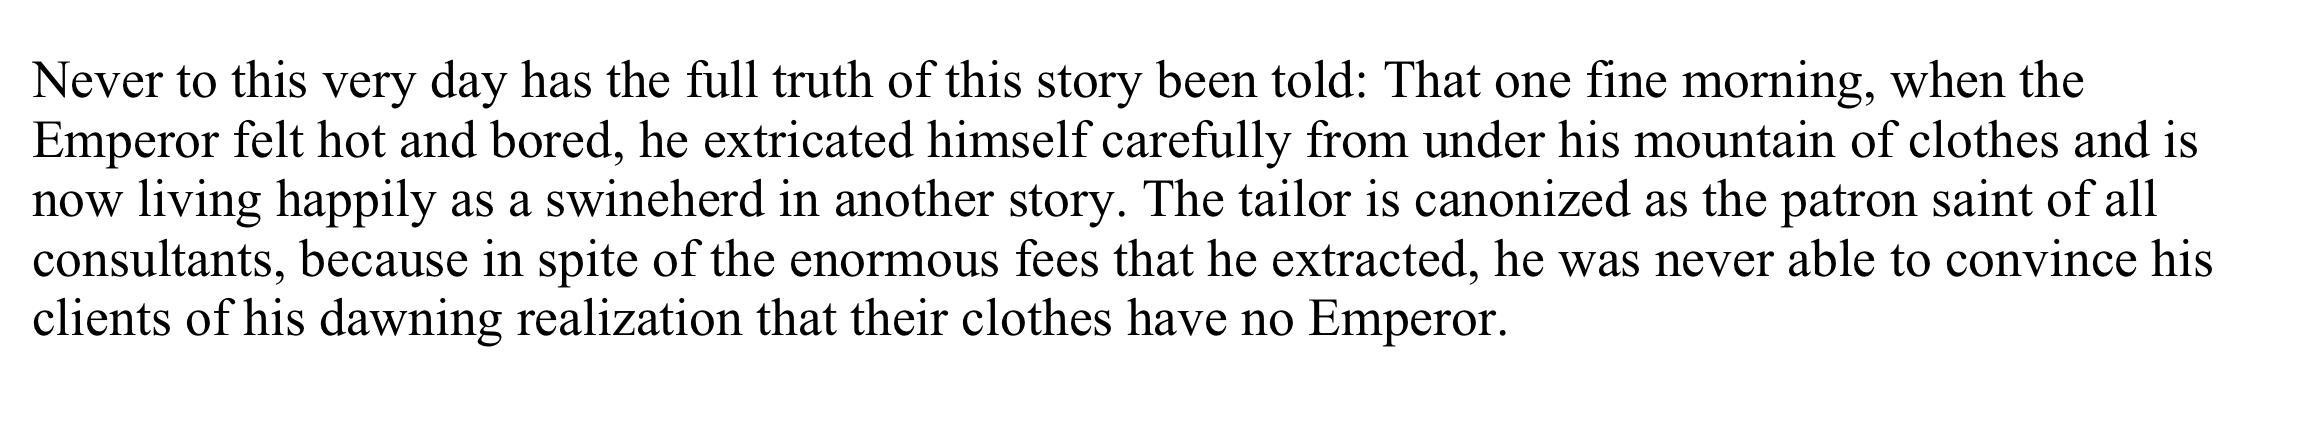 Never to this very day has the full truth of this story been told: That one fine morning, when the
Emperor felt hot and bored, he extricated himself carefully from under his mountain of clothes and is
now living happily as a swineherd in another story. The tailor is canonized as the patron saint of all
consultants, because in spite of the enormous fees that he extracted, he was never able to convince his
clients of his dawning realization that their clothes have no Emperor.